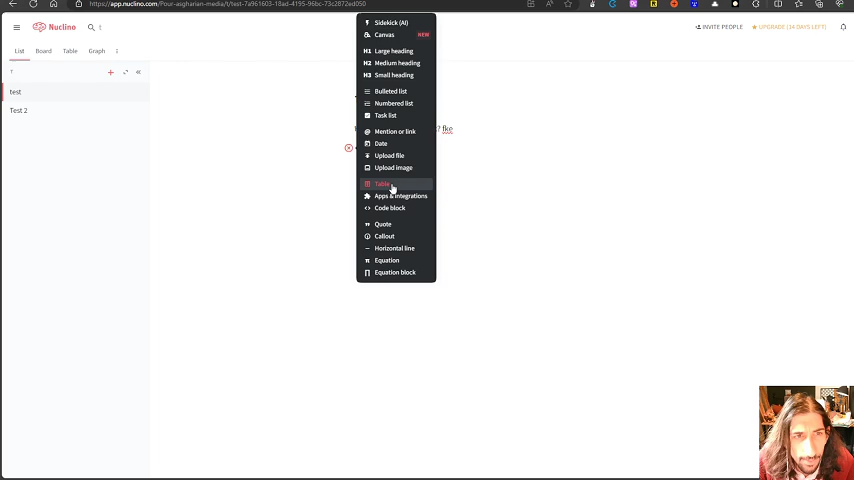 https://app.nuclino.com/Pour-asgharian-media/t/test-7a961603-18ad-4195-96bc-73c2872ed050
Nuclino
t
INVITE PEOPLE
UPGRADE (14 DAYS LEFT)
List Board Table Graph
T
test
Test 2
? fke
Sidekick (AI)
Canvas NEW
H1 Large heading
H2 Medium heading
H3 Small heading
Bulleted list
Numbered list
Task list
Mention or link
Date
Upload file
Upload image
Table
Apps & integrations
Code block
Quote
Callout
Horizontal line
Equation
Equation block